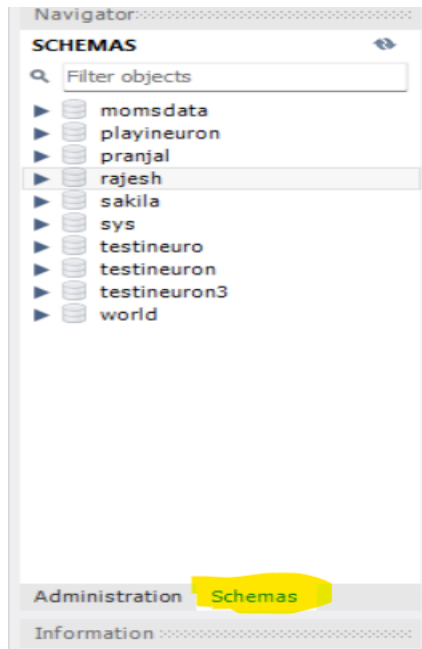 Navigator
SCHEMAS
Filter objects
momsdata
playineuron
pranjal
rajesh
sakila
sys
testineuro
testineuron
testineuron3
world
Administration Schemas
Information